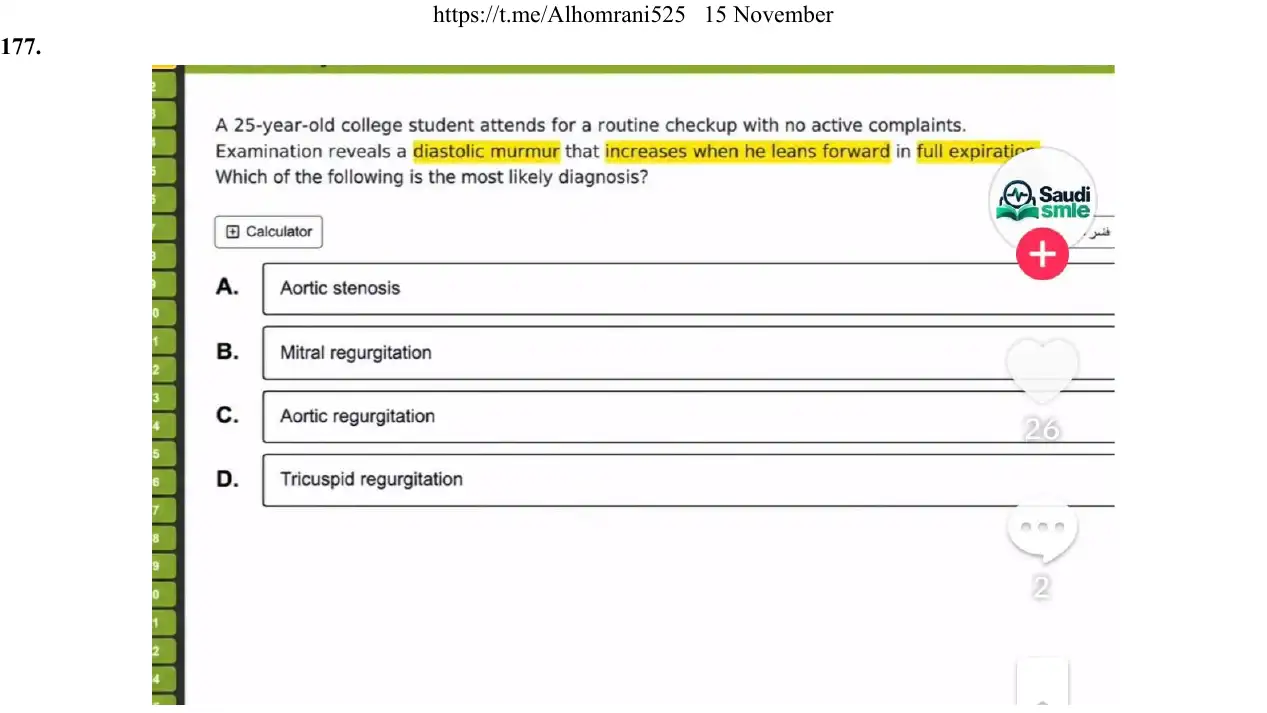 https://t.me/Alhomrani525 15 November
177.
A 25-year-old college student attends for a routine checkup with no active complaints.
Examination reveals a diastolic murmur that increases when he leans forward in full expiration
Which of the following is the most likely diagnosis?
Saudi
smle
Calculator
A. Aortic stenosis
B. Mitral regurgitation
C. Aortic regurgitation
26
D. Tricuspid regurgitation
2